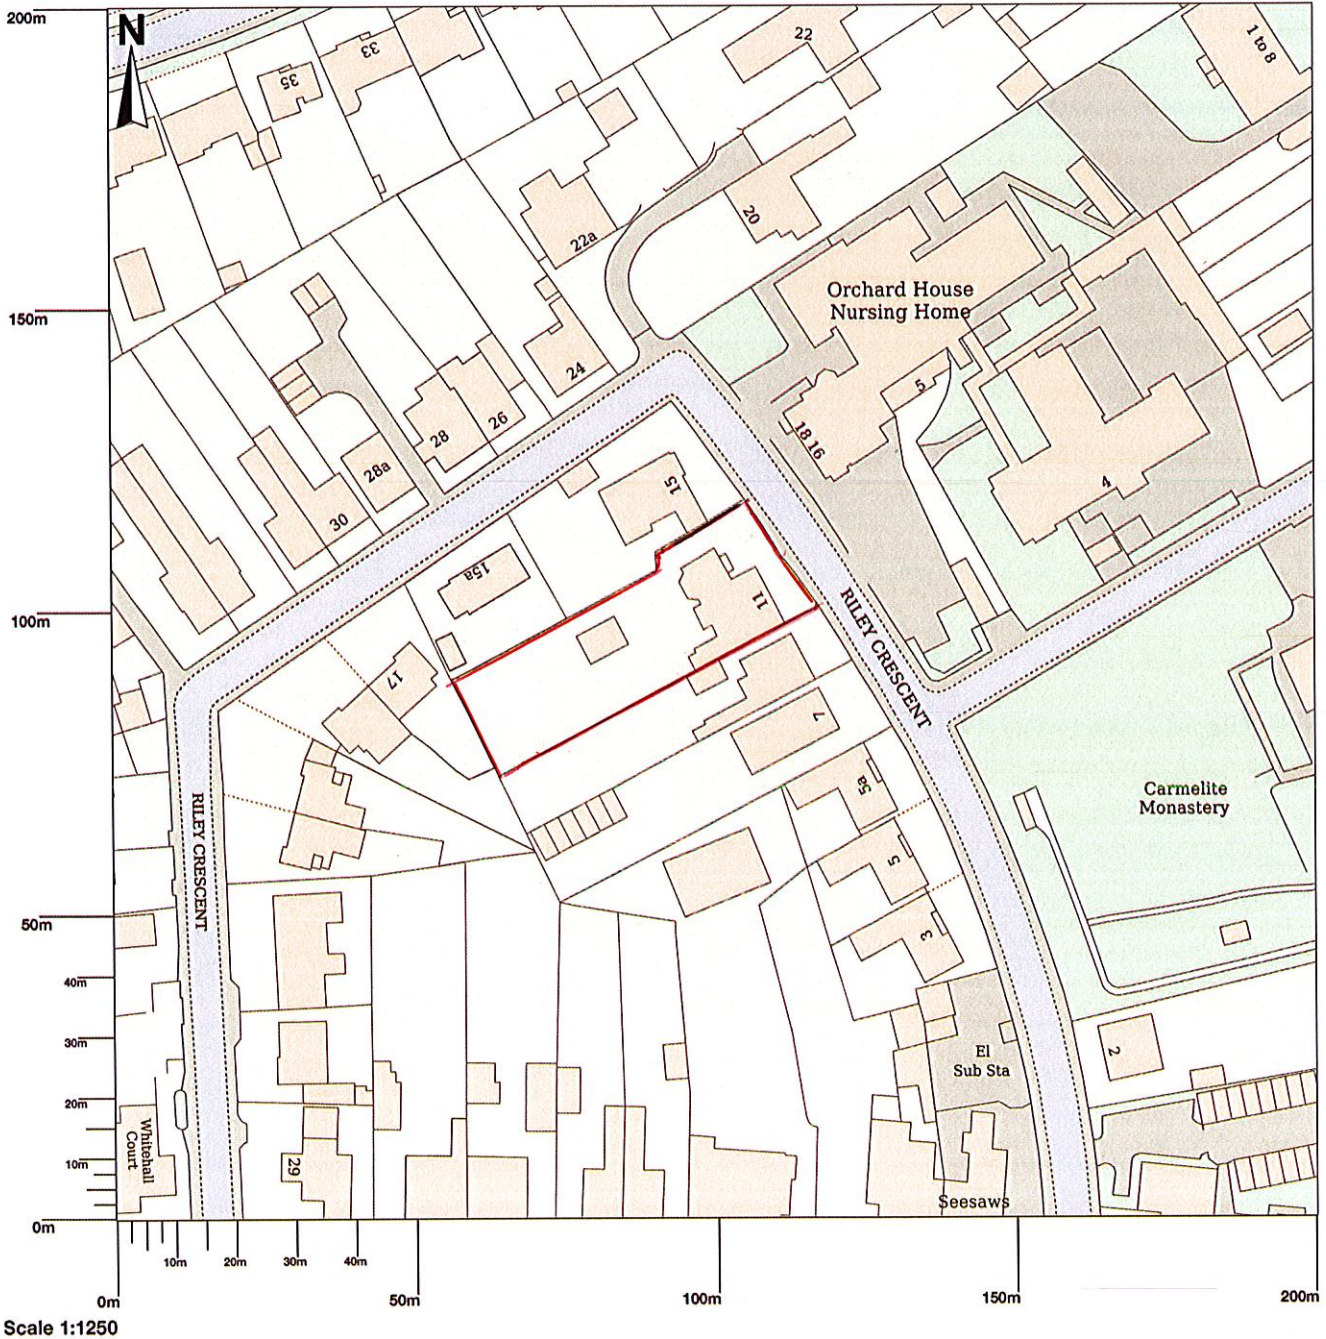 200m
N
33
35
22
1 to 8
20
22a
Orchard House
Nursing Home
150m
24
5
26
28
18 16
28a
4
15
30
15a
11
100m
RILEY CRESCENT
17
7
5a
Carmelite
Monastery
RILEY CRESCENT
5
50m
3
40m
30m
El
Sub Sta
2
20m
Whitehall
Court
10m
29
Seesaws
0m
10m
20m
30m
40m
0m
50m
100m
150m
200m
Scale 1:1250